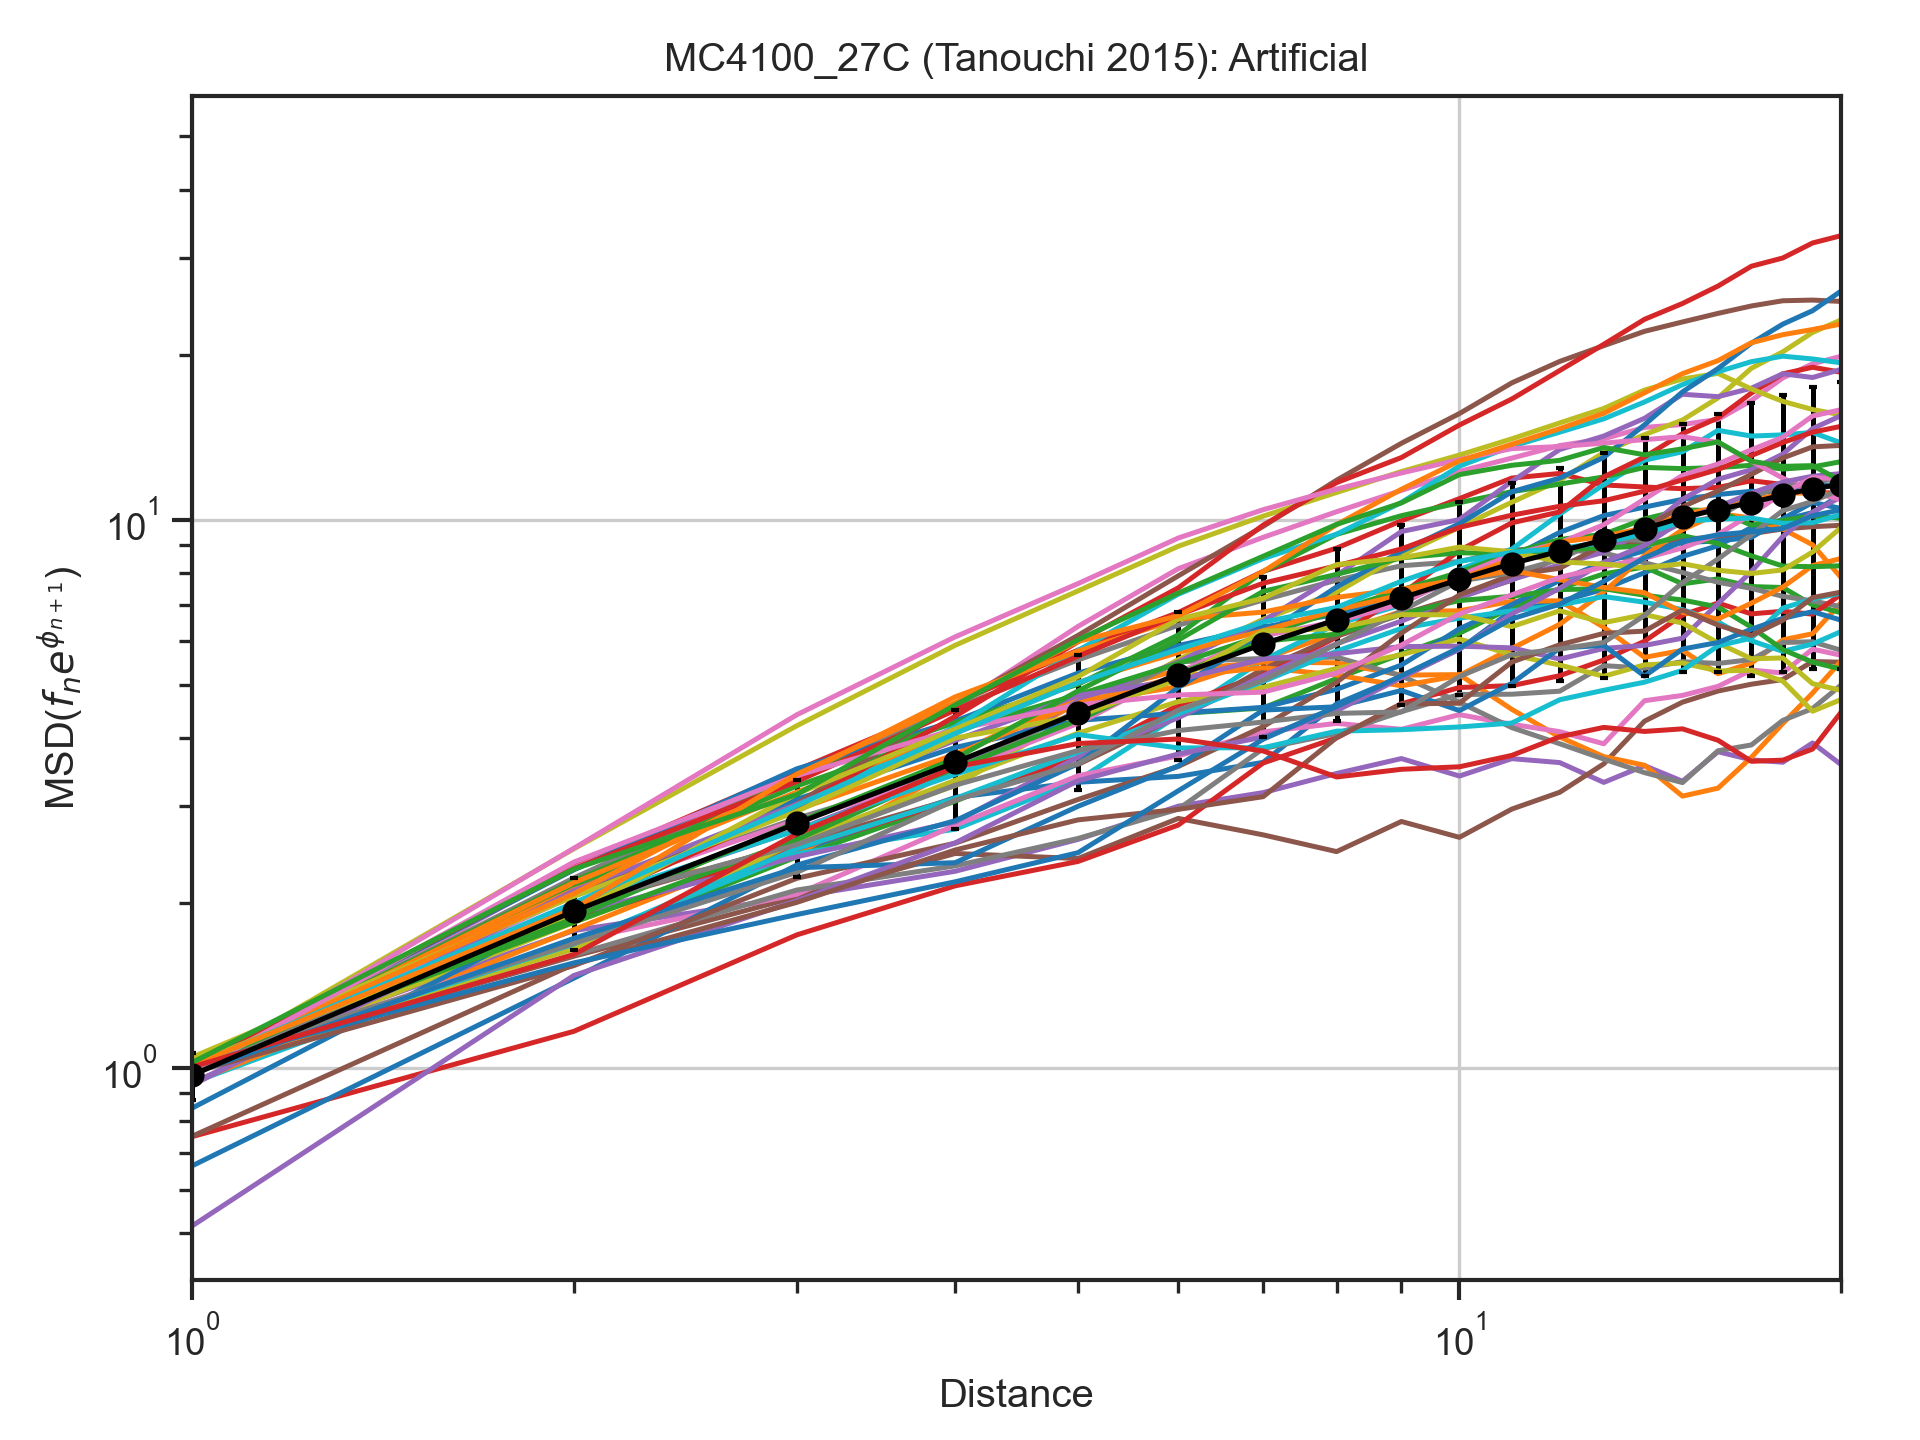 MC4100_27C (Tanouchi 2015): Artificial
MSD(fₙe^ϕₙ₊₁)
10¹
10⁰
10⁰
10¹
Distance